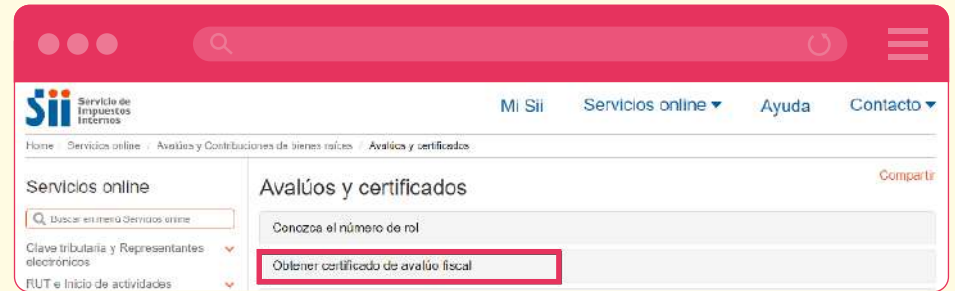 Sii Servicio de
Impuestos
Internos
Mi Sii Servicios online Ayuda Contacto
Home / Servicios online / Avalúos y Contribuciones de bienes raíces / Avalúos y certificados
Servicios online
Buscar en menú Servicios online
Clave tributaria y Representantes
electrónicos
RUT e Inicio de actividades
Avalúos y certificados
Compartir
Conozca el número de rol
Obtener certificado de avalúo fiscal